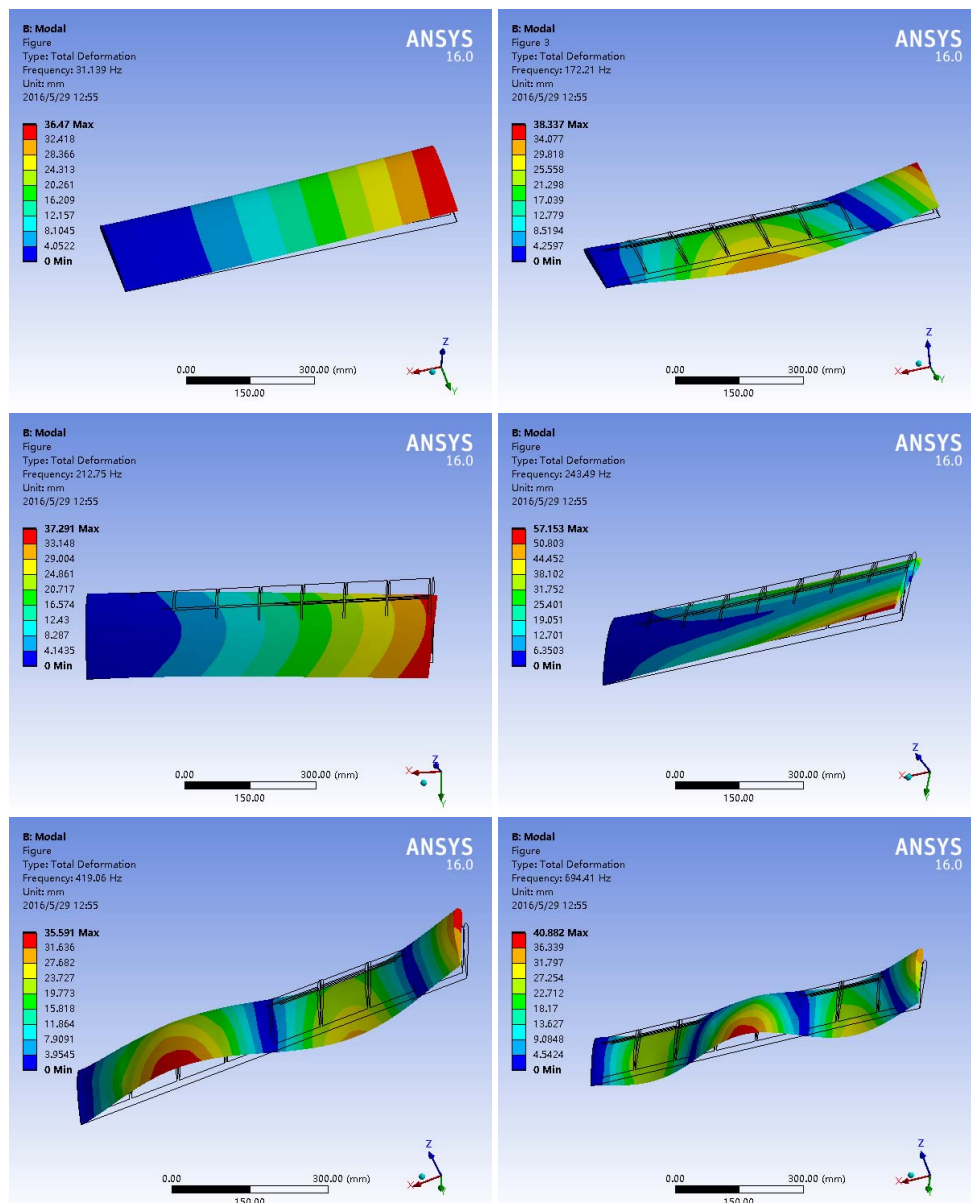 B: Modal
Figure
Type: Total Deformation
Frequency: 31.139 Hz
Unit: mm
2016/5/29 12:55
ANSYS
16.0
36.47 Max
32.418
28.366
24.313
20.261
16.209
12.157
8.1045
4.0522
0 Min
0.00
300.00 (mm)
150.00
Z
X
Y
B: Modal
Figure 3
Type: Total Deformation
Frequency: 172.21 Hz
Unit: mm
2016/5/29 12:55
ANSYS
16.0
38.337 Max
34.077
29.818
25.558
21.298
17.039
12.779
8.5194
4.2597
0 Min
0.00
300.00 (mm)
150.00
Z
X
Y
B: Modal
Figure
Type: Total Deformation
Frequency: 212.75 Hz
Unit: mm
2016/5/29 12:55
ANSYS
16.0
37.291 Max
33.148
29.004
24.861
20.717
16.574
12.43
8.287
4.1435
0 Min
0.00
300.00 (mm)
150.00
Z
X
Y
B: Modal
Figure
Type: Total Deformation
Frequency: 243.49 Hz
Unit: mm
2016/5/29 12:55
ANSYS
16.0
57.153 Max
50.803
44.452
38.102
31.752
25.401
19.051
12.701
6.3503
0 Min
0.00
300.00 (mm)
150.00
Z
X
Y
B: Modal
Figure
Type: Total Deformation
Frequency: 419.06 Hz
Unit: mm
2016/5/29 12:55
ANSYS
16.0
35.591 Max
31.636
27.682
23.727
19.773
15.818
11.864
7.9091
3.9545
0 Min
0.00
300.00 (mm)
150.00
Z
X
Y
B: Modal
Figure
Type: Total Deformation
Frequency: 694.41 Hz
Unit: mm
2016/5/29 12:55
ANSYS
16.0
40.882 Max
36.339
31.797
27.254
22.712
18.17
13.627
9.0848
4.5424
0 Min
0.00
300.00 (mm)
150.00
Z
X
Y